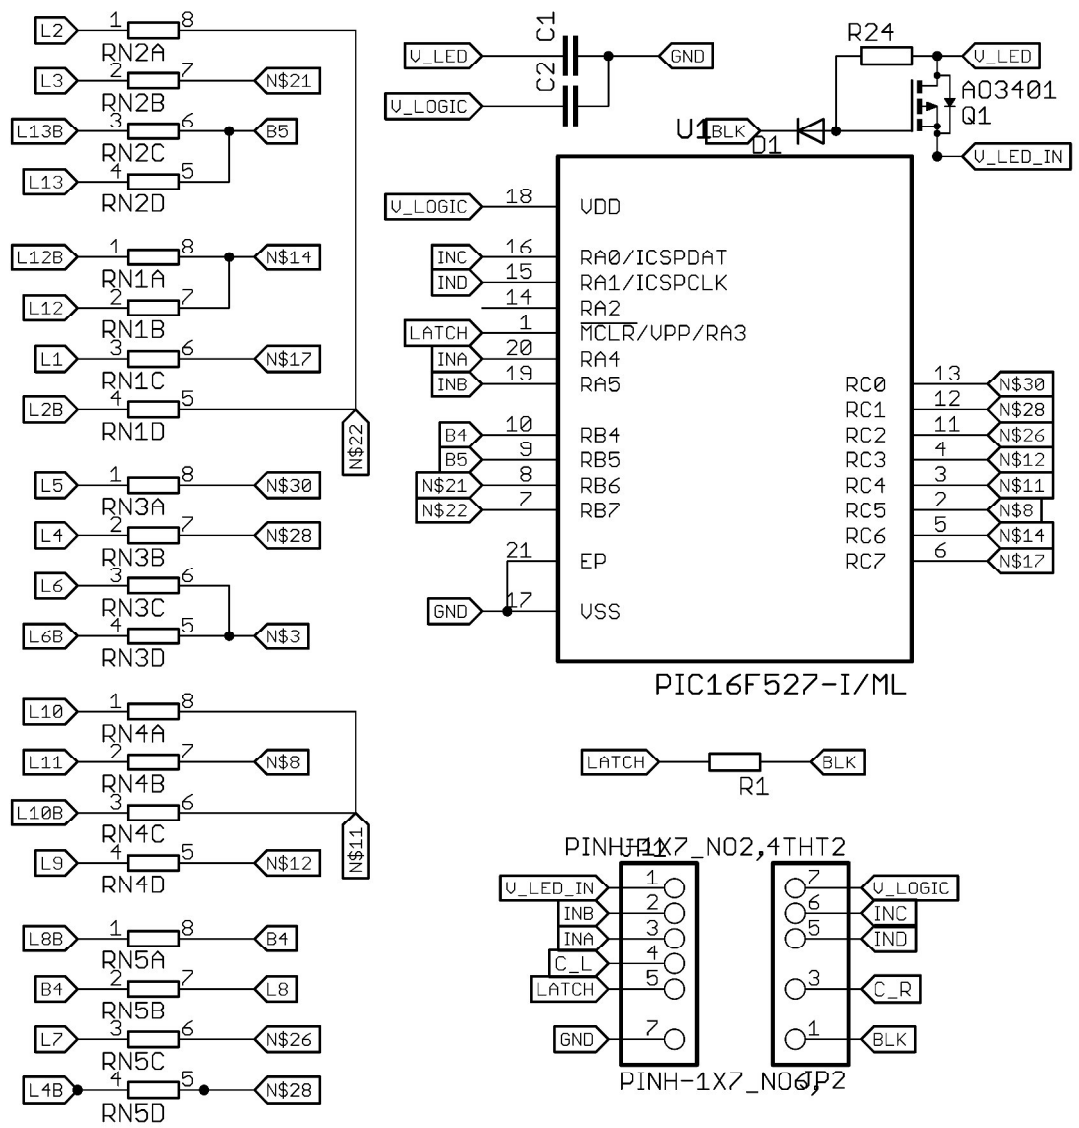 L2 1 8
RN2A
L3 2 7 N$21
RN2B
L13B 3 6 B5
RN2C
L13 4 5
RN2D
L12B 1 8 N$14
RN1A
L12 2 7
RN1B
L1 3 6 N$17
RN1C
L2B 4 5
RN1D
N$22
L5 1 8 N$30
RN3A
L4 2 7 N$28
RN3B
L6 3 6
RN3C
L6B 4 5 N$3
RN3D
L10 1 8
RN4A
L11 2 7 N$8
RN4B
L10B 3 6
RN4C
L9 4 5 N$12
RN4D
N$11
L8B 1 8 B4
RN5A
B4 2 7 L8
RN5B
L7 3 6 N$26
RN5C
L4B 4 5 N$28
RN5D
C1
V_LED GND
C2
V_LOGIC
R24
V_LED
AO3401
Q1
BLK
D1
V_LED_IN
U1
V_LOGIC 18 VDD
INC 16 RA0/ICSPDAT
IND 15 RA1/ICSPCLK
14 RA2
LATCH 1 MCLR/VPP/RA3
INA 20 RA4
INB 19 RA5
B4 10 RB4
B5 9 RB5
N$21 8 RB6
N$22 7 RB7
21 EP
GND 17 VSS
RC0 13 N$30
RC1 12 N$28
RC2 11 N$26
RC3 4 N$12
RC4 3 N$11
RC5 2 N$8
RC6 5 N$14
RC7 6 N$17
PIC16F527-I/ML
LATCH BLK
R1
JP1
PINH-1X7_NO2,4THT2
V_LED_IN 1
INB 2
INA 3
C_L 4
LATCH 5
GND 7
PINH-1X7_NO6,
7 V_LOGIC
6 INC
5 IND
3 C_R
1 BLK
JP2